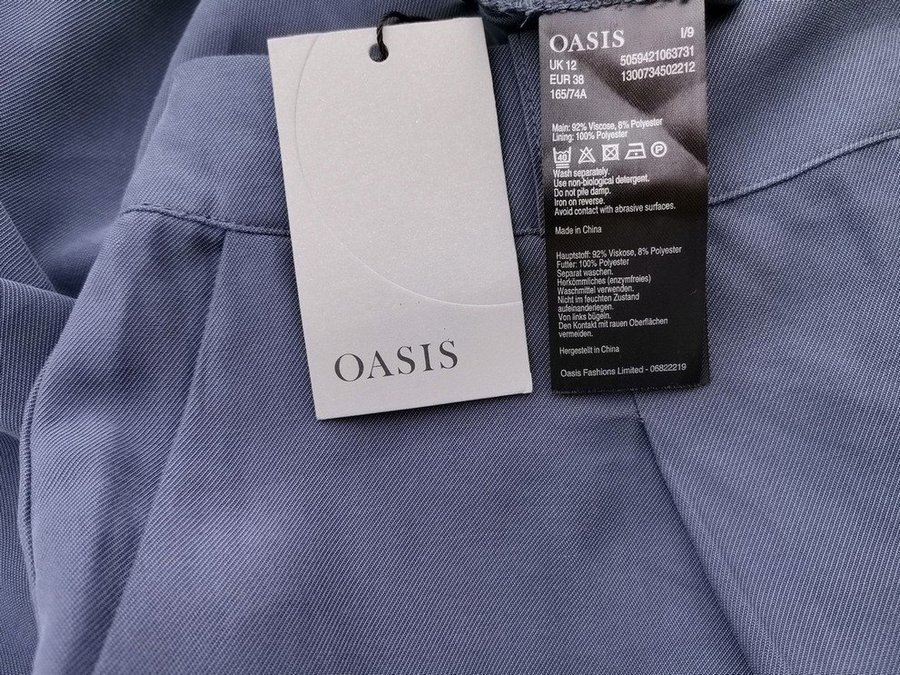 OASIS
OASIS I/9
UK 12 5059421063731
EUR 38 1300734502212
165/74A
Main: 92% Viscose, 8% Polyester
Lining: 100% Polyester
40 P
Wash separately.
Use non-biological detergent.
Do not pile damp.
Iron on reverse.
Avoid contact with abrasive surfaces.
Made in China
Hauptstoff: 92% Viskose, 8% Polyester
Futter: 100% Polyester
Separat waschen.
Herkömmliches (enzymfreies)
Waschmittel verwenden.
Nicht im feuchten Zustand
aufeinanderlegen.
Von links bügeln.
Den Kontakt mit rauen Oberflächen
vermeiden.
Hergestellt in China
Oasis Fashions Limited - 06822219